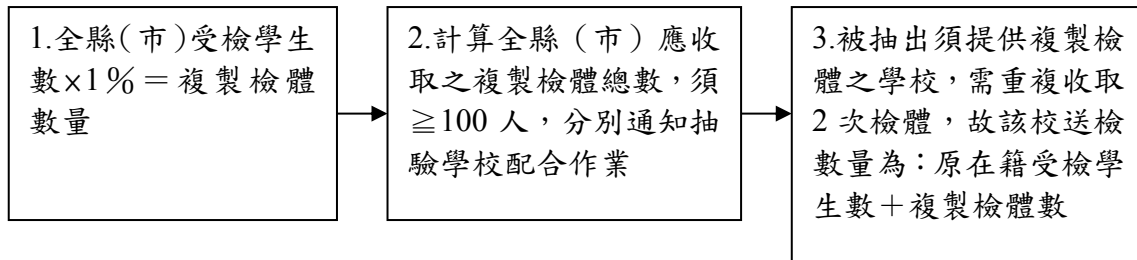 1.全縣(市)受檢學生
數×1%=複製檢體
數量
2.計算全縣（市）應收
取之複製檢體總數，須
≧100 人，分別通知抽
驗學校配合作業
3.被抽出須提供複製檢
體之學校，需重複收取
2 次檢體，故該校送檢
數量為：原在籍受檢學
生數＋複製檢體數